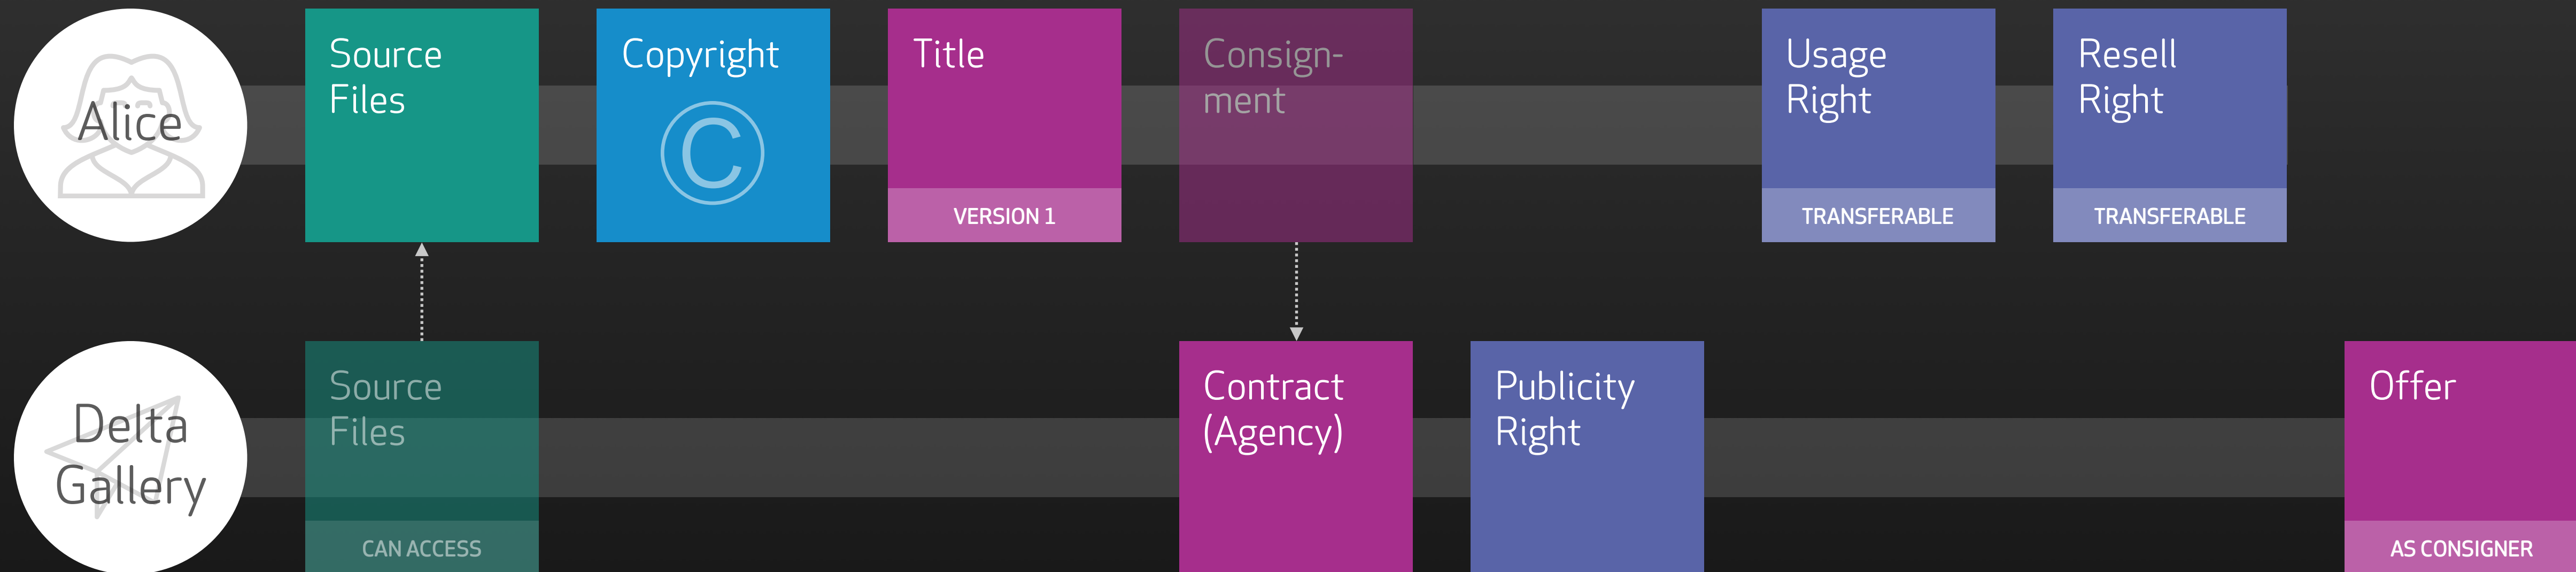 Alice
Source
Files
Copyright
©
Title
VERSION 1
Consign-
ment
Usage
Right
TRANSFERABLE
Resell
Right
TRANSFERABLE
Delta
Gallery
Source
Files
CAN ACCESS
Contract
(Agency)
Publicity
Right
Offer
AS CONSIGNER